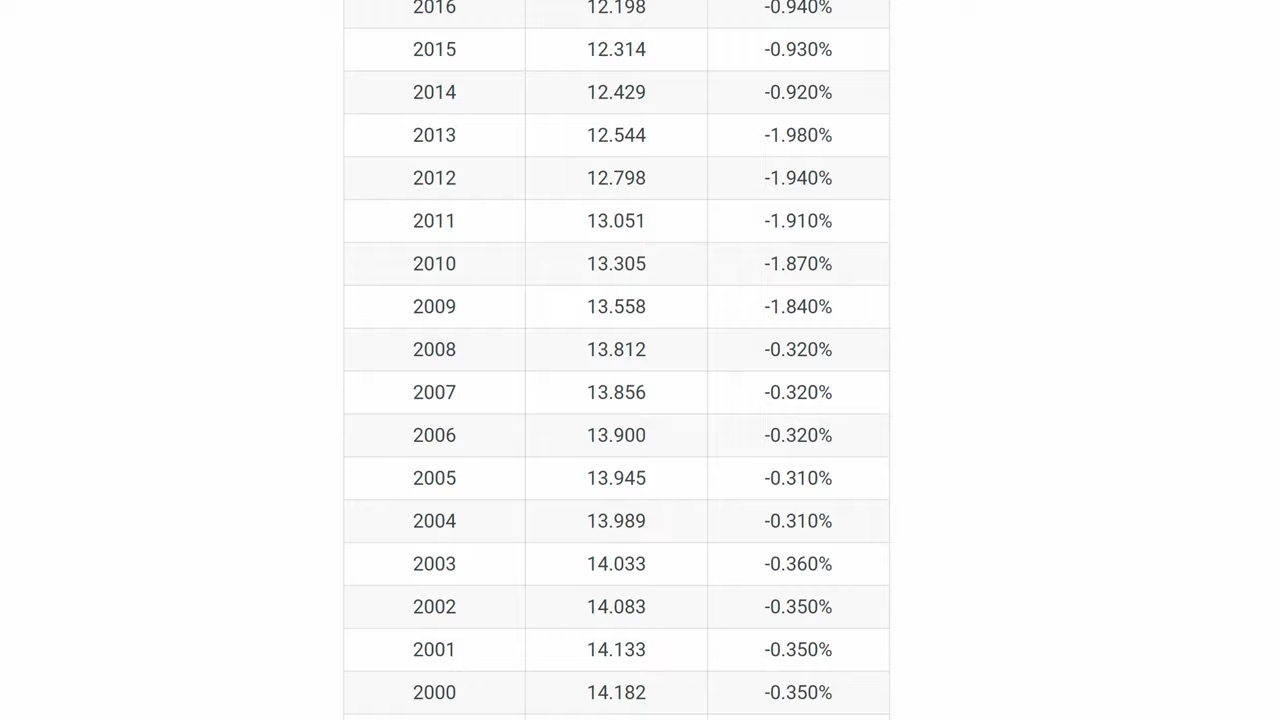 2016 12.198 -0.940%
2015 12.314 -0.930%
2014 12.429 -0.920%
2013 12.544 -1.980%
2012 12.798 -1.940%
2011 13.051 -1.910%
2010 13.305 -1.870%
2009 13.558 -1.840%
2008 13.812 -0.320%
2007 13.856 -0.320%
2006 13.900 -0.320%
2005 13.945 -0.310%
2004 13.989 -0.310%
2003 14.033 -0.360%
2002 14.083 -0.350%
2001 14.133 -0.350%
2000 14.182 -0.350%